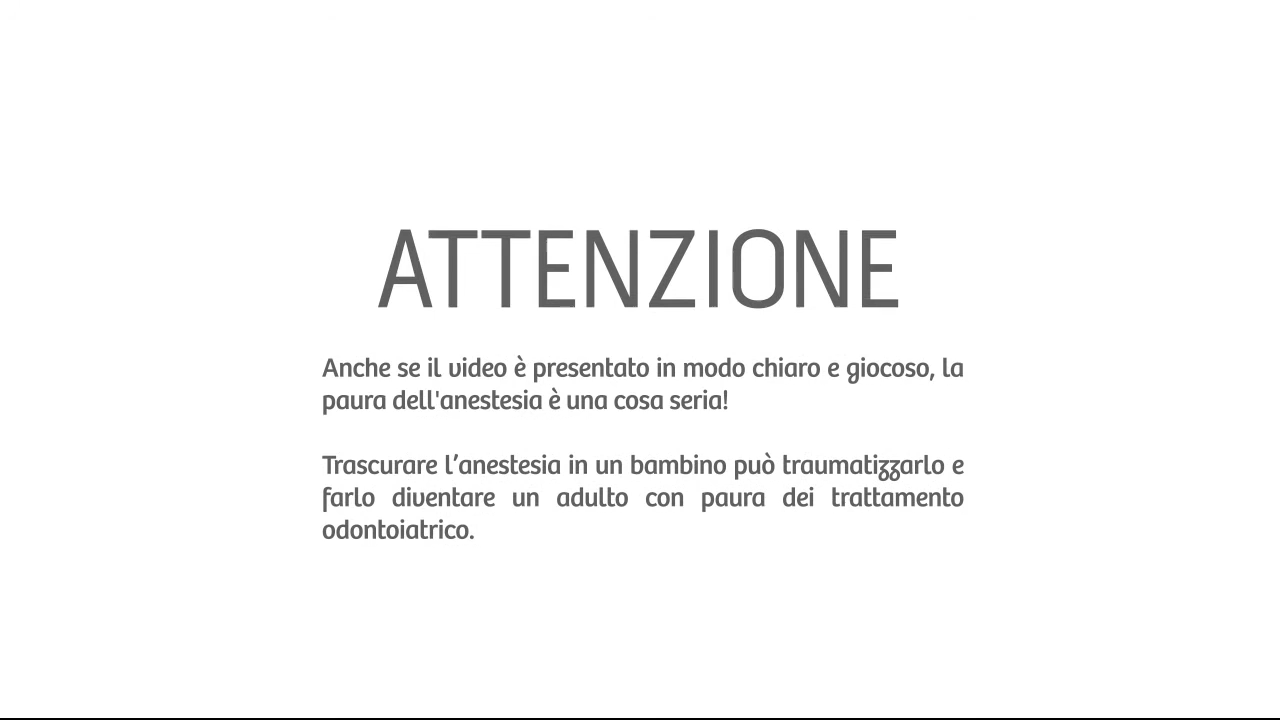 ATTENZIONE
Anche se il video è presentato in modo chiaro e giocoso, la
paura dell'anestesia è una cosa seria!
Trascurare l’anestesia in un bambino può traumatizzarlo e
farlo diventare un adulto con paura dei trattamento
odontoiatrico.